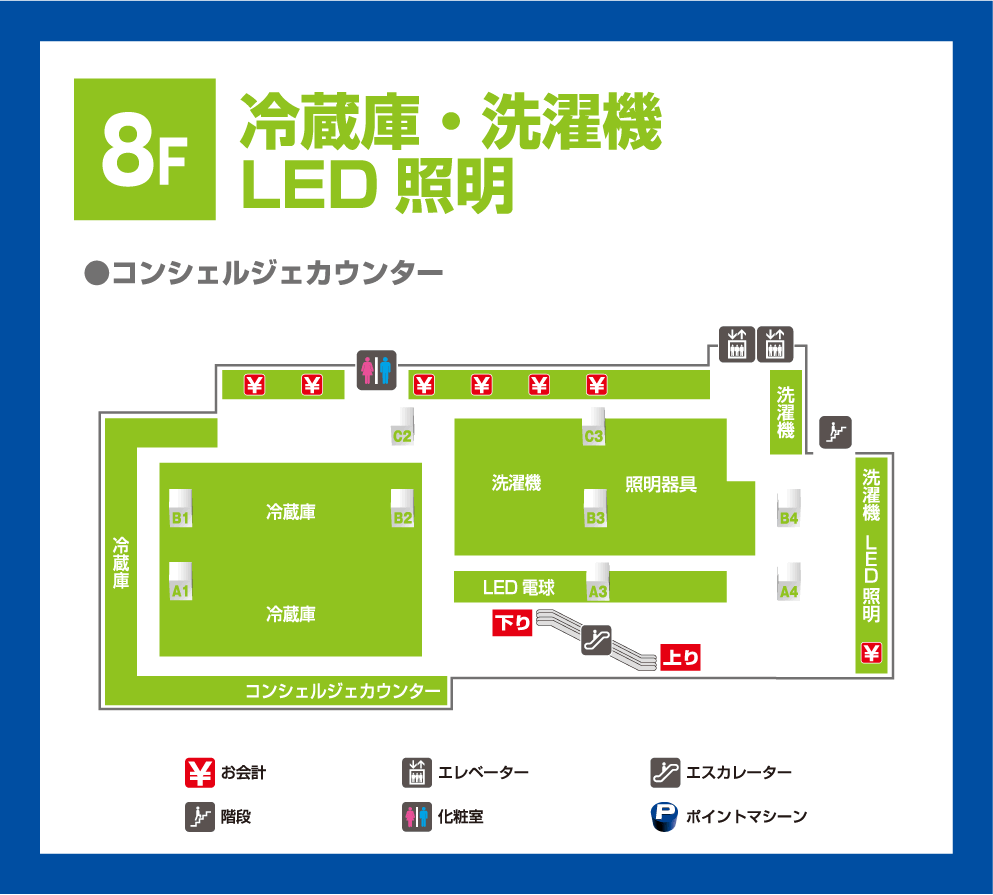 8F
冷蔵庫・洗濯機
LED 照明
●コンシェルジェカウンター
¥
¥
¥
¥
¥
¥
洗濯機
C2
C3
洗濯機
照明器具
冷蔵庫
B1
B2
B3
B4
洗濯機 LED 照明
冷蔵庫
A1
LED 電球
A3
A4
冷蔵庫
下り
上り
¥
コンシェルジェカウンター
¥ お会計
エレベーター
エスカレーター
階段
化粧室
P ポイントマシーン